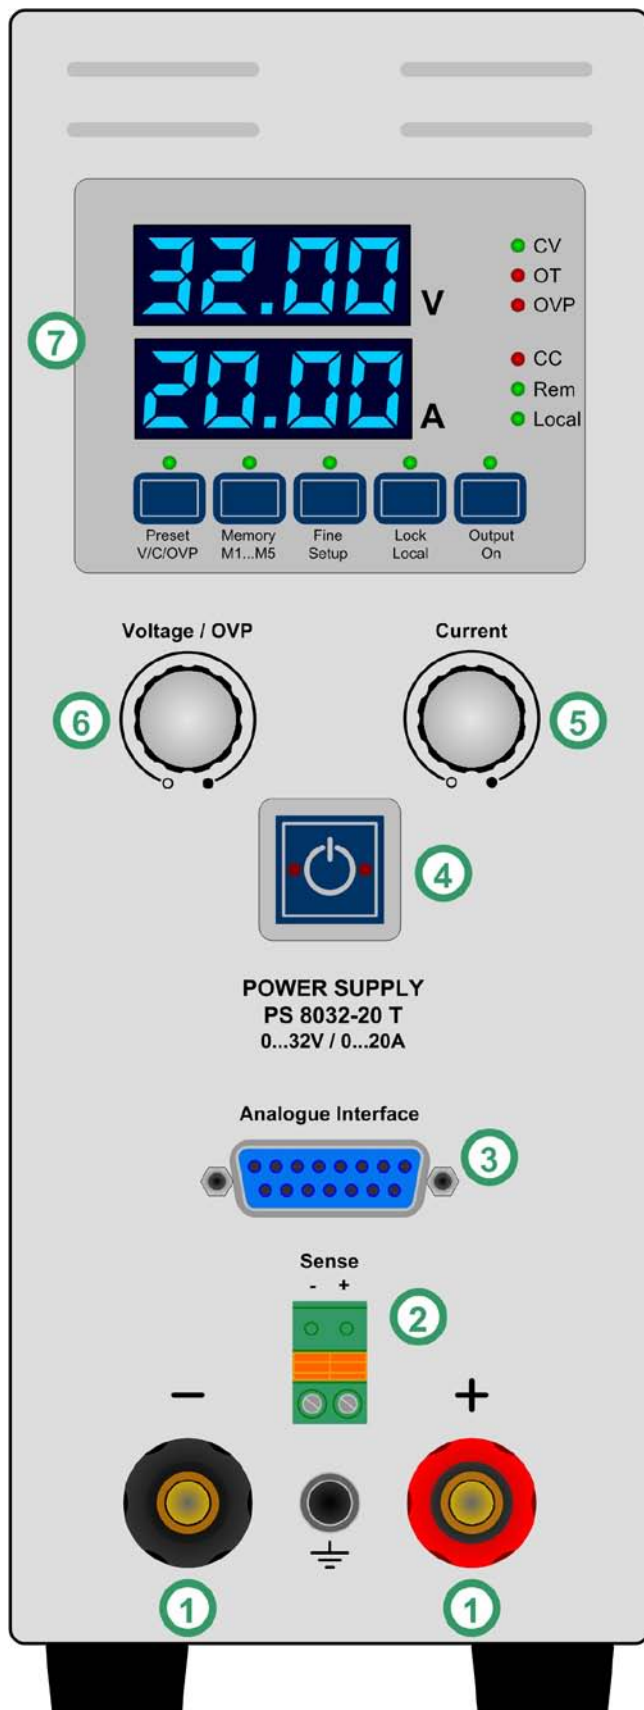 32.00 V
20.00 A
CV
OT
OVP
CC
Rem
Local
7
Preset V/C/OVP
Memory M1...M5
Fine Setup
Lock Local
Output On
Voltage / OVP
Current
6
5
4
POWER SUPPLY
PS 8032-20 T
0...32V / 0...20A
Analogue Interface
3
Sense
- +
2
− +
1 1